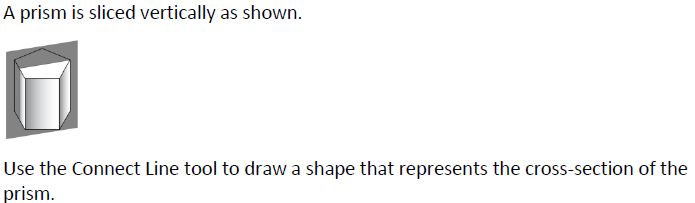 A prism is sliced vertically as shown.
Use the Connect Line tool to draw a shape that represents the cross-section of the
prism.